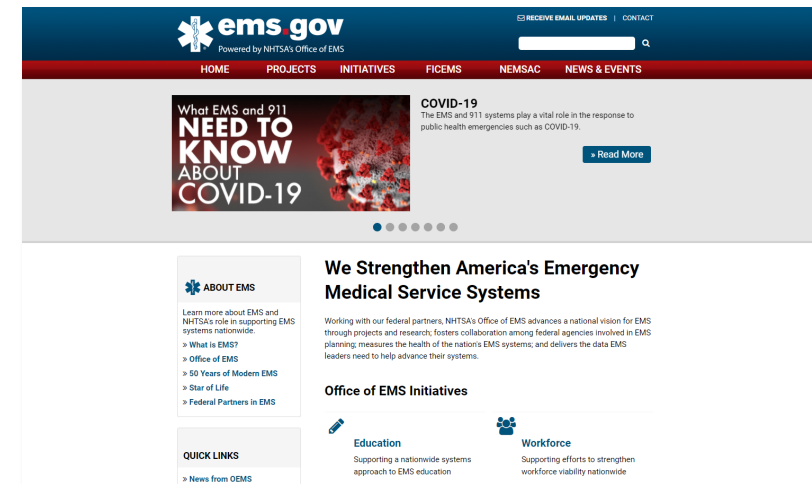 ems.gov
Powered by NHTSA's Office of EMS
RECEIVE EMAIL UPDATES | CONTACT
HOME PROJECTS INITIATIVES FICEMS NEMSAC NEWS & EVENTS
What EMS and 911
NEED TO
KNOW
ABOUT
COVID-19
COVID-19
The EMS and 911 systems play a vital role in the response to
public health emergencies such as COVID-19.
» Read More
ABOUT EMS
Learn more about EMS and
NHTSA's role in supporting EMS
systems nationwide.
» What is EMS?
» Office of EMS
» 50 Years of Modern EMS
» Star of Life
» Federal Partners in EMS
QUICK LINKS
» News from OEMS
We Strengthen America's Emergency
Medical Service Systems
Working with our federal partners, NHTSA's Office of EMS advances a national vision for EMS
through projects and research; fosters collaboration among federal agencies involved in EMS
planning; measures the health of the nation's EMS systems; and delivers the data EMS
leaders need to help advance their systems.
Office of EMS Initiatives
Education
Supporting a nationwide systems
approach to EMS education
Workforce
Supporting efforts to strengthen
workforce viability nationwide